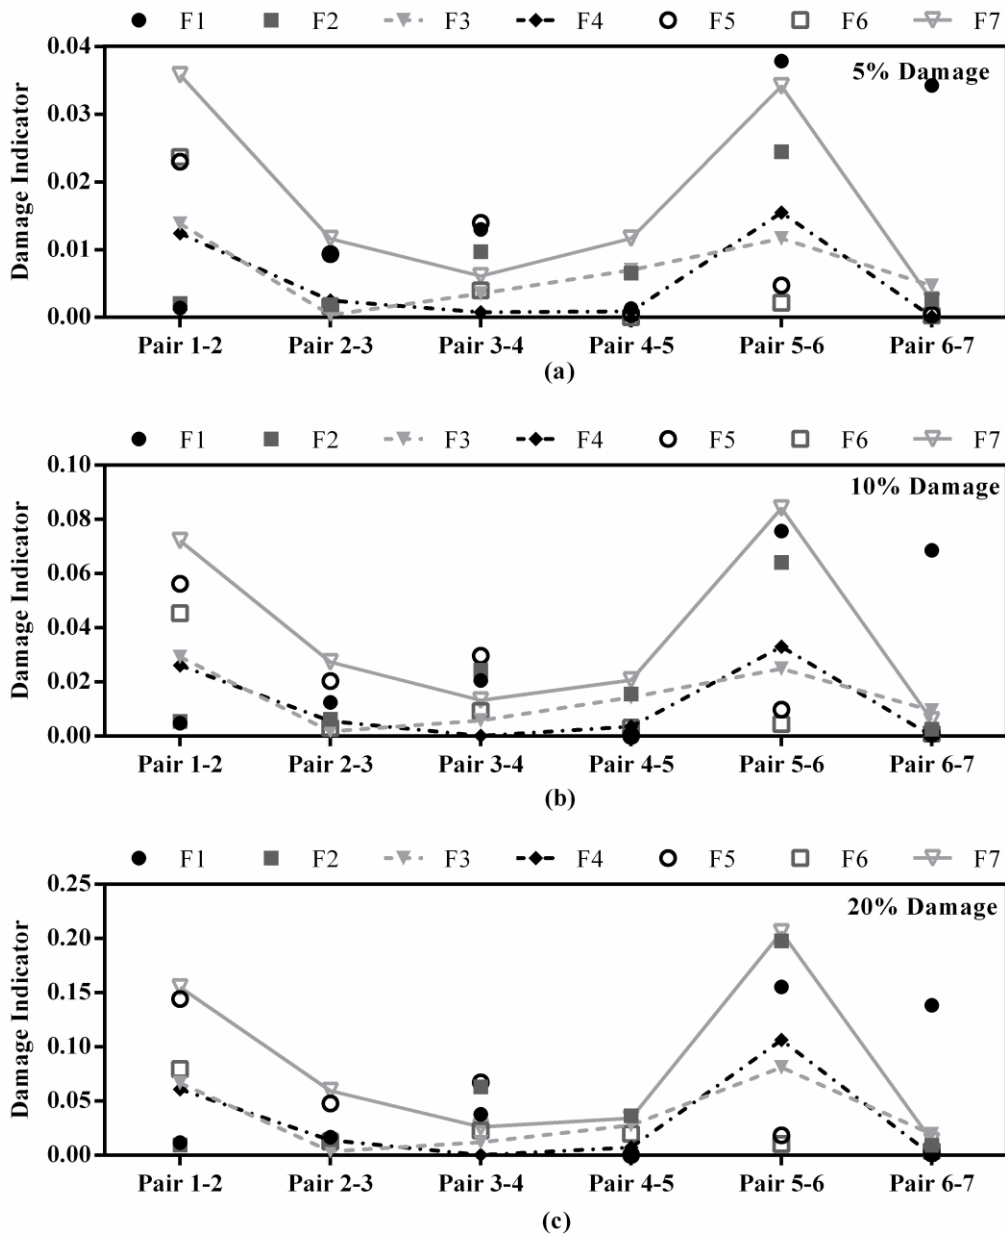 F1 F2 F3 F4 F5 F6 F7
0.04
5% Damage
0.03
0.02
0.01
0.00
Damage Indicator
Pair 1-2 Pair 2-3 Pair 3-4 Pair 4-5 Pair 5-6 Pair 6-7
(a)
F1 F2 F3 F4 F5 F6 F7
0.10
10% Damage
0.08
0.06
0.04
0.02
0.00
Damage Indicator
Pair 1-2 Pair 2-3 Pair 3-4 Pair 4-5 Pair 5-6 Pair 6-7
(b)
F1 F2 F3 F4 F5 F6 F7
0.25
20% Damage
0.20
0.15
0.10
0.05
0.00
Damage Indicator
Pair 1-2 Pair 2-3 Pair 3-4 Pair 4-5 Pair 5-6 Pair 6-7
(c)